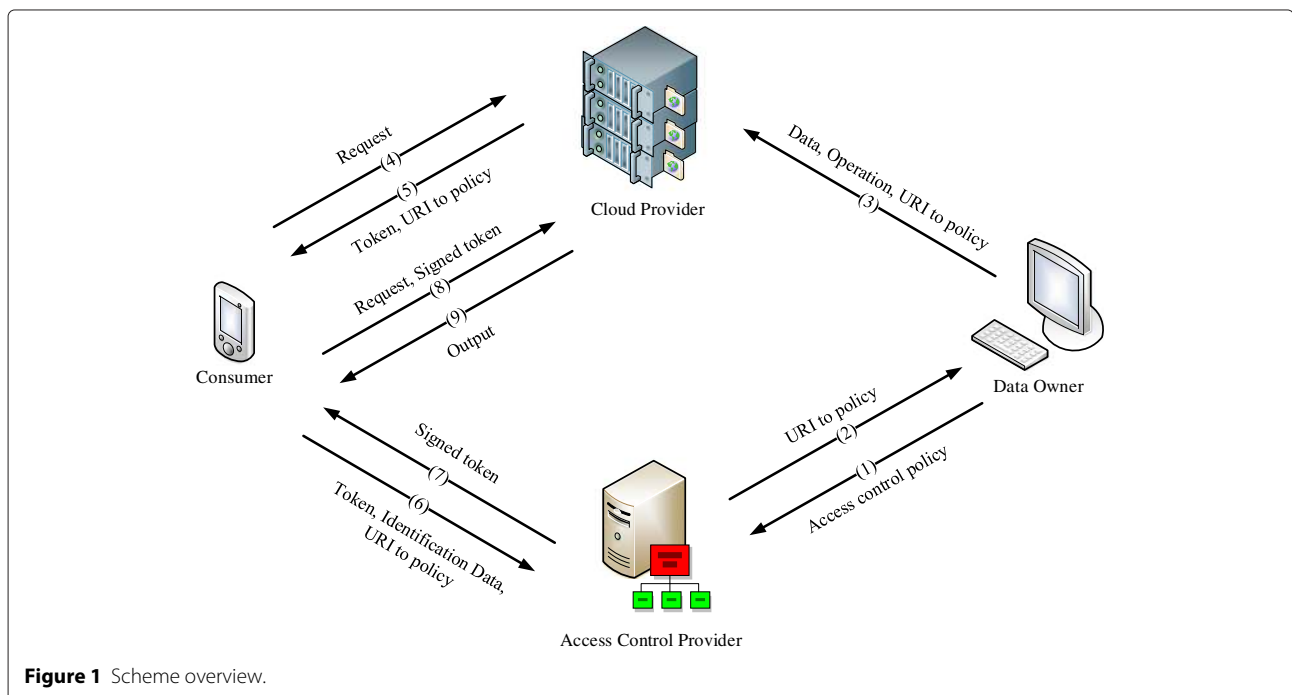 Request
(4)
(5)
Token, URI to policy
Cloud Provider
Data, Operation, URI to policy
(3)
Request, Signed token
(8)
(9)
Output
Consumer
Data Owner
Signed token
(7)
(6)
Token, Identification Data,
URI to policy
URI to policy
(2)
(1)
Access control policy
Access Control Provider
Figure 1 Scheme overview.